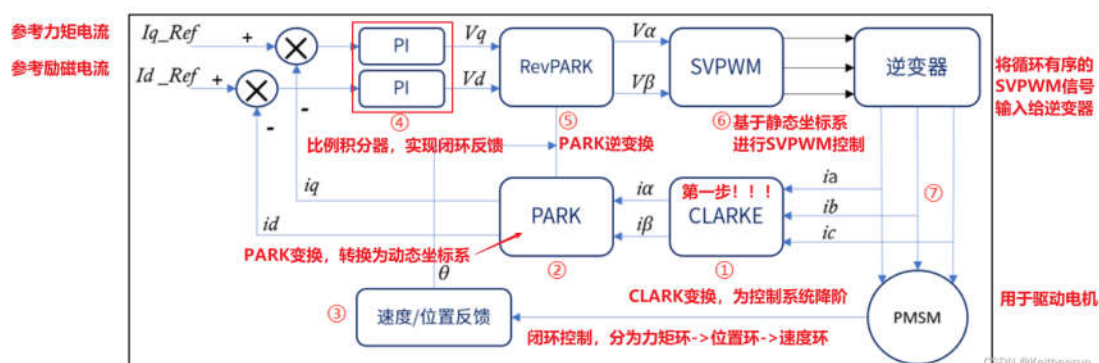 参考力矩电流
Iq_Ref
+
PI
Vq
RevPARK
Vα
SVPWM
逆变器
参考励磁电流
Id _Ref
+
PI
Vd
Vβ
将循环有序的
SVPWM信号
输入给逆变器
-
-
④
⑤
⑥基于静态坐标系
进行SVPWM控制
比例积分器，实现闭环反馈
PARK逆变换
iq
id
PARK
iα
iβ
第一步！！！
CLARKE
ia
ib
ic
⑦
PARK变换，转换为动态坐标系
②
①
θ
CLARK变换，为控制系统降阶
用于驱动电机
③
速度/位置反馈
PMSM
闭环控制，分为力矩环->位置环->速度环